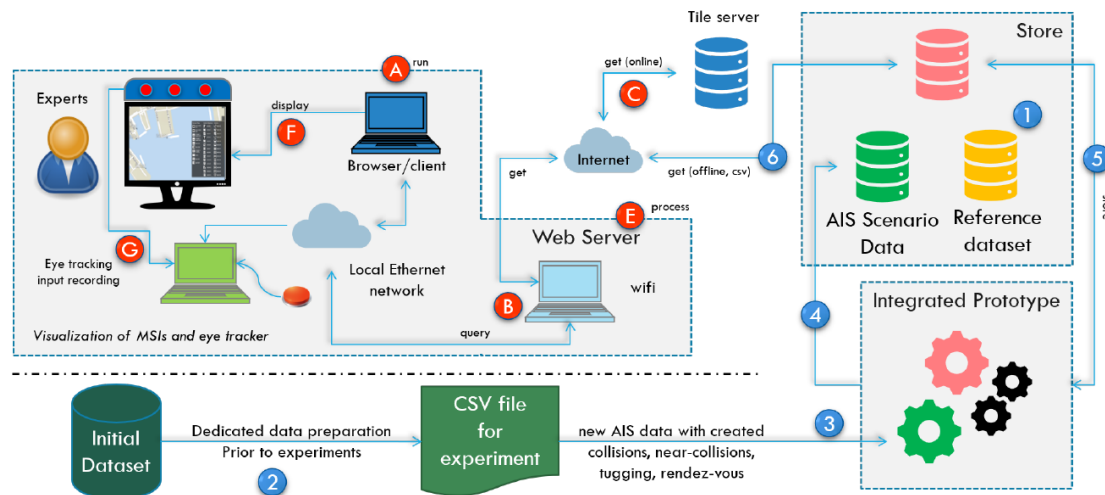 Tile server
Store
A
run
get (online)
Experts
display
C
F
1
Browser/client
Internet
6
5
get
get (offline, csv)
E
process
AIS Scenario
Data
Reference
dataset
G
Web Server
Eye tracking
input recording
Local Ethernet
network
wifi
B
Integrated Prototype
4
query
Visualization of MSIs and eye tracker
Initial
Dataset
Dedicated data preparation
Prior to experiments
2
CSV file
for
experiment
new AIS data with created
collisions, near-collisions,
tugging, rendez-vous
3